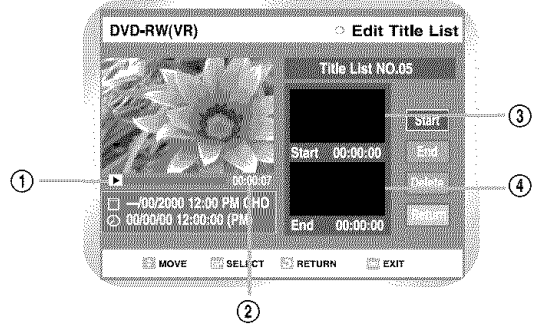 DVD-RW(VR)
Edit Title List
Title List NO.05
Start 00:00:00
End 00:00:00
Start
End
Delete
Return
00:00:07
—/00/2000 12:00 PM CHO
00/00/00 12:00:00 (PM)
MOVE SELECT RETURN EXIT
1
2
3
4